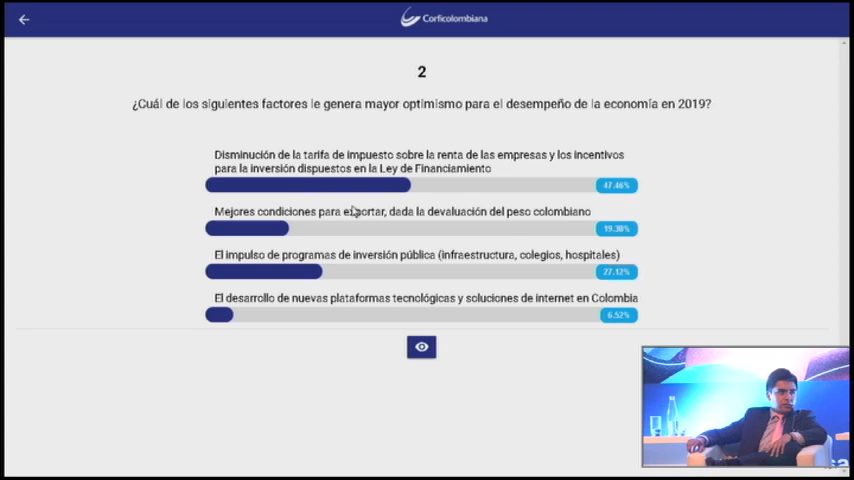 Corficolombiana
2
¿Cuál de los siguientes factores le genera mayor optimismo para el desempeño de la economía en 2019?
Disminución de la tarifa de impuesto sobre la renta de las empresas y los incentivos
para la inversión dispuestos en la Ley de Financiamiento
47.46%
Mejores condiciones para exportar, dada la devaluación del peso colombiano
19.30%
El impulso de programas de inversión pública (infraestructura, colegios, hospitales)
27.12%
El desarrollo de nuevas plataformas tecnológicas y soluciones de internet en Colombia
6.52%